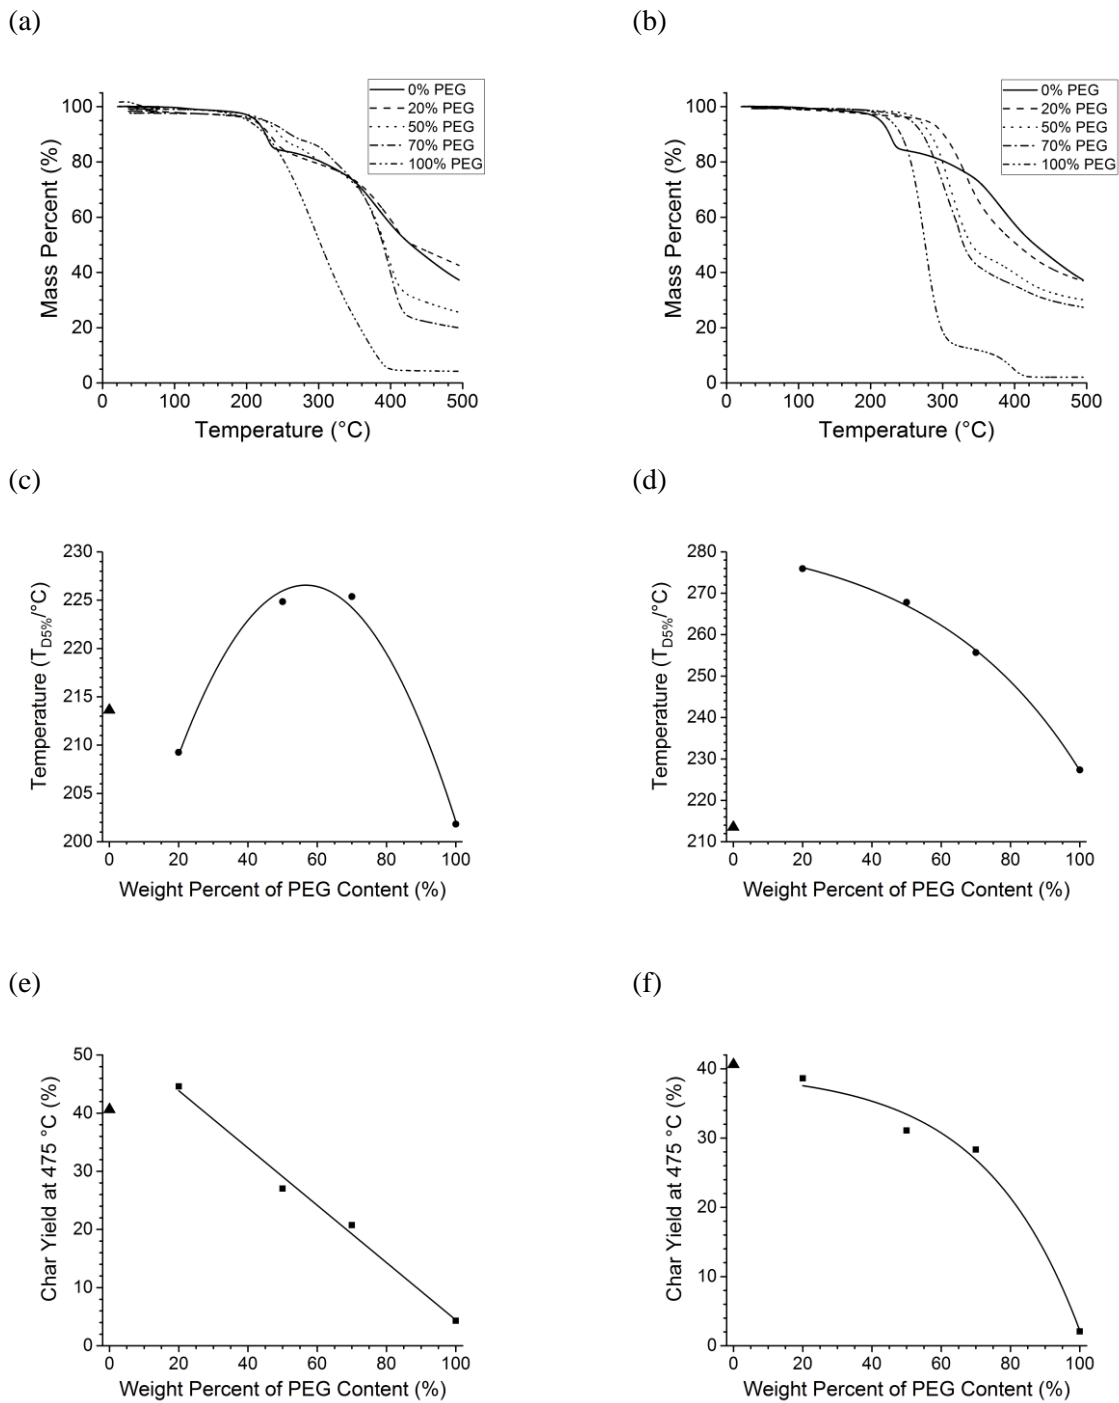 (a)
(b)
0% PEG
20% PEG
50% PEG
70% PEG
100% PEG
100
80
60
40
20
0
Mass Percent (%)
0 100 200 300 400 500
Temperature (°C)
0% PEG
20% PEG
50% PEG
70% PEG
100% PEG
100
80
60
40
20
0
Mass Percent (%)
0 100 200 300 400 500
Temperature (°C)
(c)
(d)
230
225
220
215
210
205
200
Temperature (T_D5%/°C)
0 20 40 60 80 100
Weight Percent of PEG Content (%)
280
270
260
250
240
230
220
210
Temperature (T_D5%/°C)
0 20 40 60 80 100
Weight Percent of PEG Content (%)
(e)
(f)
50
40
30
20
10
0
Char Yield at 475 °C (%)
0 20 40 60 80 100
Weight Percent of PEG Content (%)
40
30
20
10
0
Char Yield at 475 °C (%)
0 20 40 60 80 100
Weight Percent of PEG Content (%)